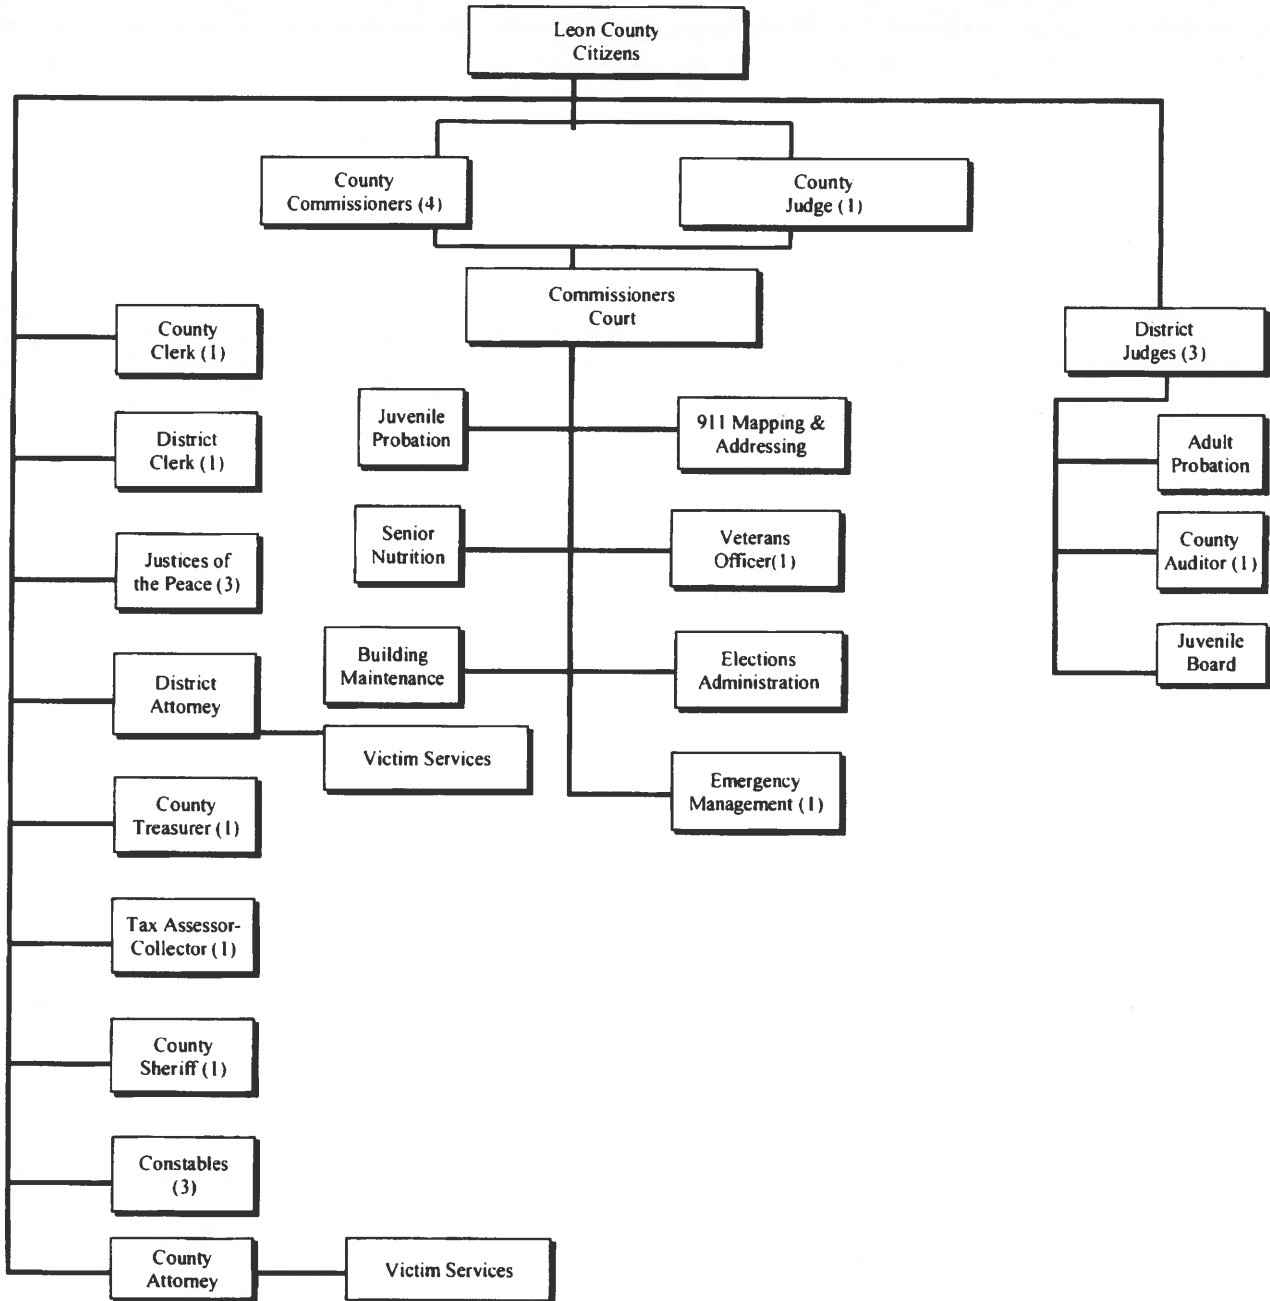 Leon County
Citizens
County
Commissioners (4)
County
Judge (1)
Commissioners
Court
County
Clerk (1)
District
Clerk (1)
Justices of
the Peace (3)
District
Attorney
Victim Services
County
Treasurer (1)
Tax Assessor-
Collector (1)
County
Sheriff (1)
Constables
(3)
County
Attorney
Victim Services
Juvenile
Probation
911 Mapping &
Addressing
Senior
Nutrition
Veterans
Officer(1)
Building
Maintenance
Elections
Administration
Emergency
Management (1)
District
Judges (3)
Adult
Probation
County
Auditor (1)
Juvenile
Board